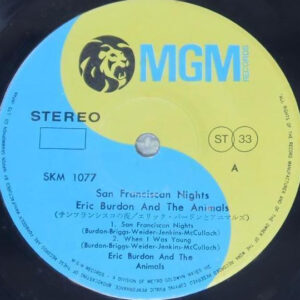 MGM
RECORDS
STEREO
ST 33
SKM 1077
A
San Franciscan Nights
Eric Burdon And The Animals
(サンフランシスコの夜/エリック・バードンとアニマルズ)
1. San Franciscan Nights
(Burdon-Briggs-Weider-Jenkins-McCulloch)
2. When I Was Young
(Burdon-Briggs-Weider-Jenkins-McCulloch)
Eric Burdon And The
Animals